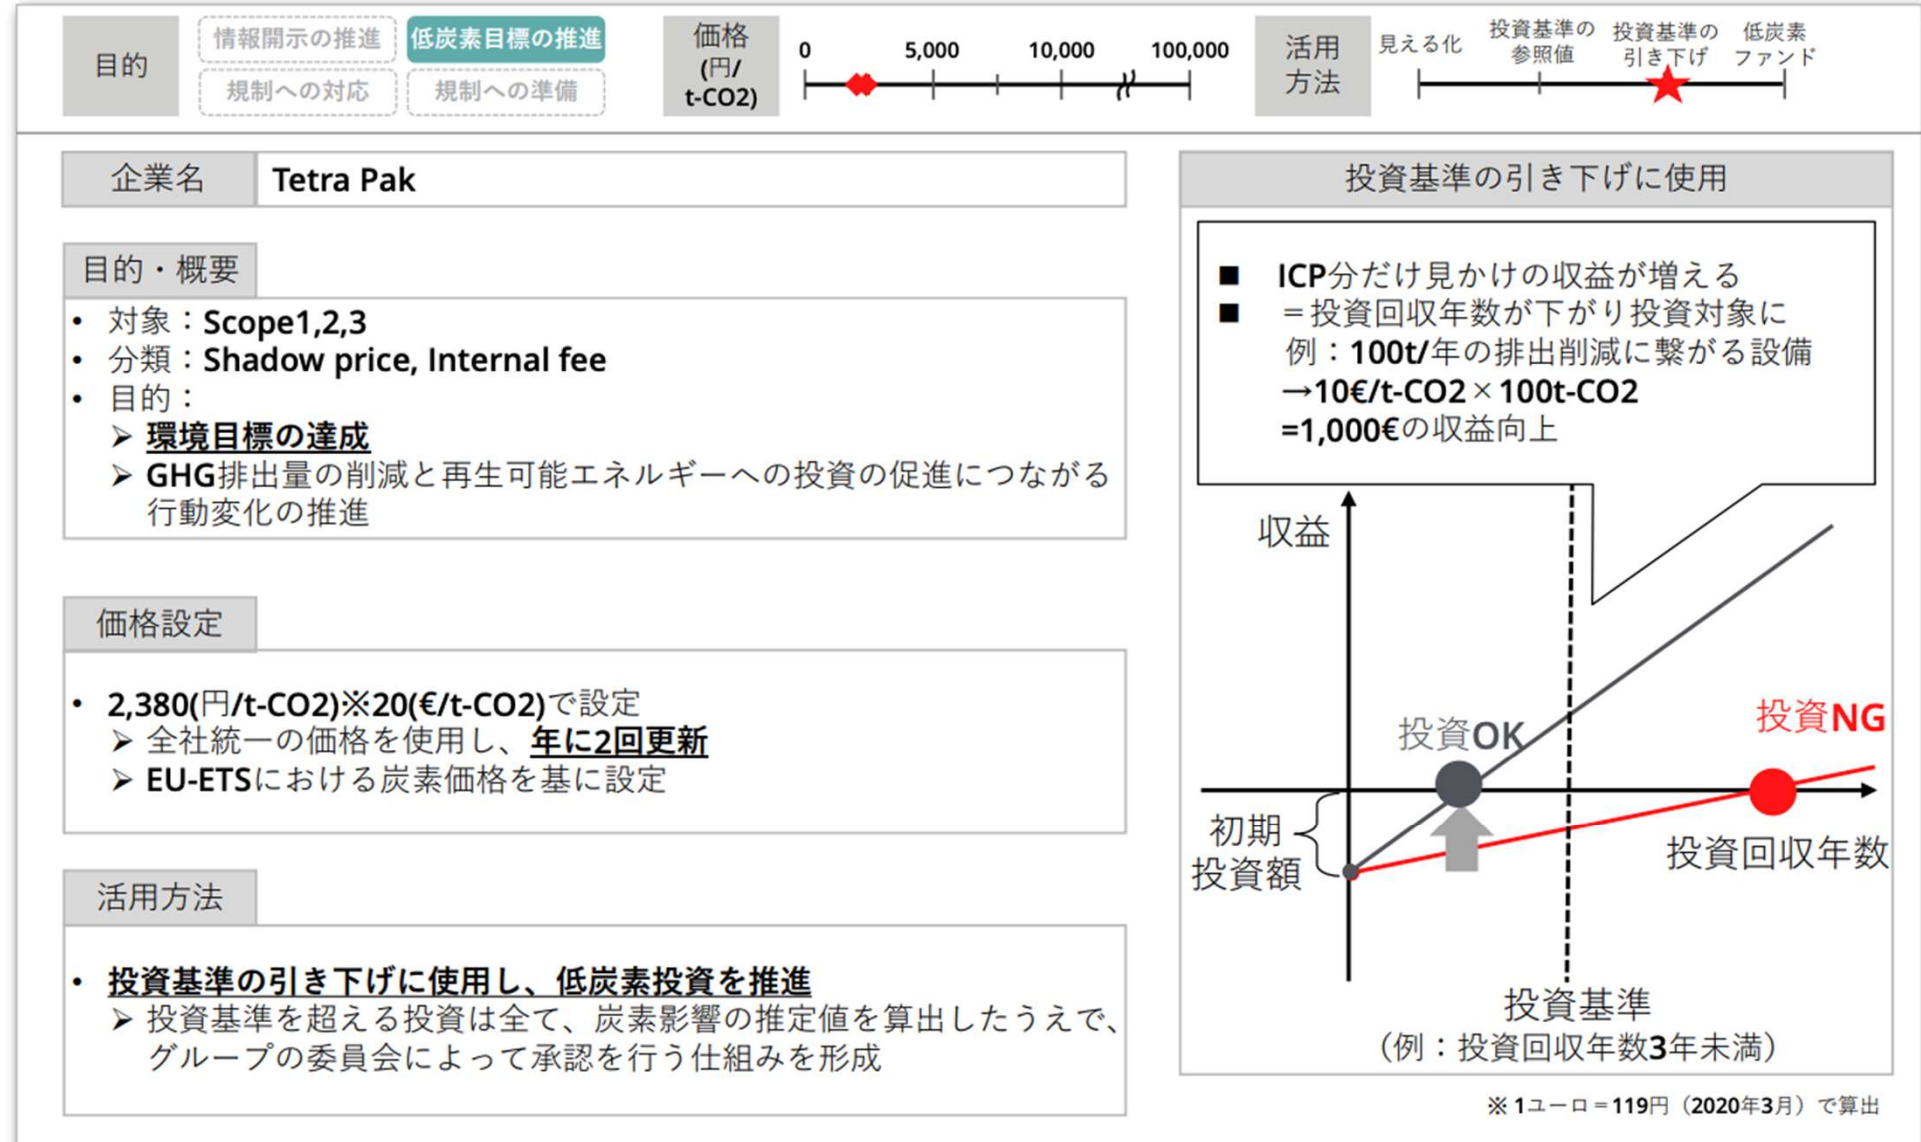 目的
情報開示の推進
低炭素目標の推進
規制への対応
規制への準備
価格
(円/
t-CO2)
0
5,000
10,000
100,000
活用
方法
見える化
投資基準の
参照値
投資基準の
引き下げ
低炭素
ファンド
企業名
Tetra Pak
目的・概要
• 対象：Scope1,2,3
• 分類：Shadow price, Internal fee
• 目的：
➢ 環境目標の達成
➢ GHG排出量の削減と再生可能エネルギーへの投資の促進につながる
行動変化の推進
価格設定
• 2,380(円/t-CO2)※20(€/t-CO2)で設定
➢ 全社統一の価格を使用し、年に2回更新
➢ EU-ETSにおける炭素価格を基に設定
活用方法
• 投資基準の引き下げに使用し、低炭素投資を推進
➢ 投資基準を超える投資は全て、炭素影響の推定値を算出したうえで、
グループの委員会によって承認を行う仕組みを形成
投資基準の引き下げに使用
■ ICP分だけ見かけの収益が増える
■ ＝投資回収年数が下がり投資対象に
例：100t/年の排出削減に繋がる設備
→10€/t-CO2×100t-CO2
=1,000€の収益向上
収益
投資OK
投資NG
初期
投資額
投資回収年数
投資基準
（例：投資回収年数3年未満）
※ 1ユーロ＝119円（2020年3月）で算出